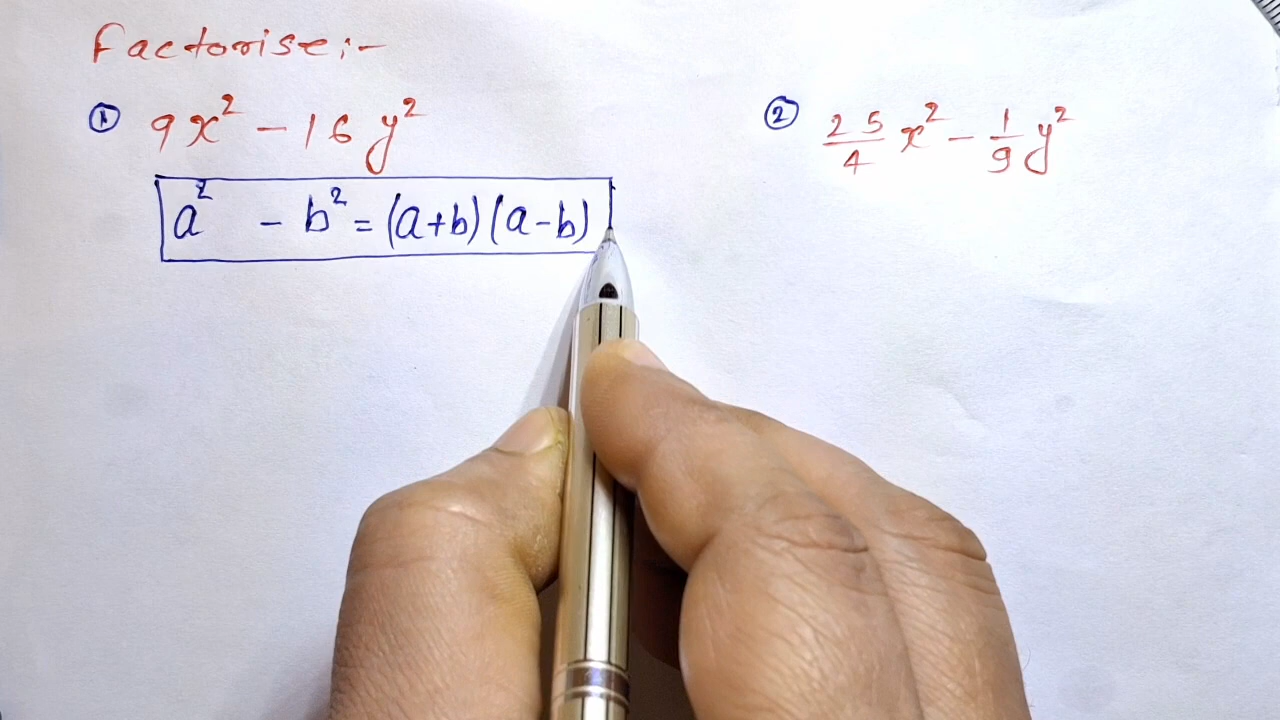 Factorise:-
① 9x² - 16y²
a² - b² = (a+b)(a-b)
② 25/4 x² - 1/9 y²